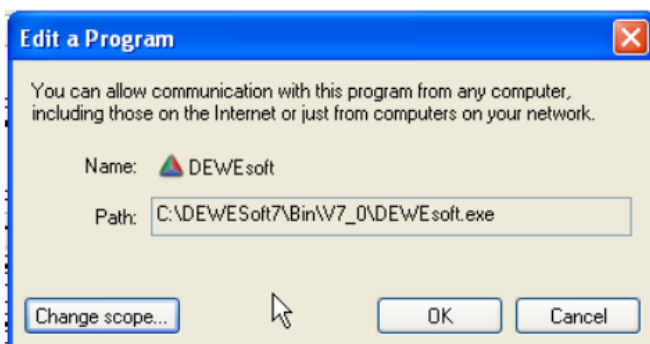 Edit a Program
You can allow communication with this program from any computer,
including those on the Internet or just from computers on your network.
Name: DEWEsoft
Path: C:\DEWESoft7\Bin\V7_0\DEWEsoft.exe
Change scope... OK Cancel